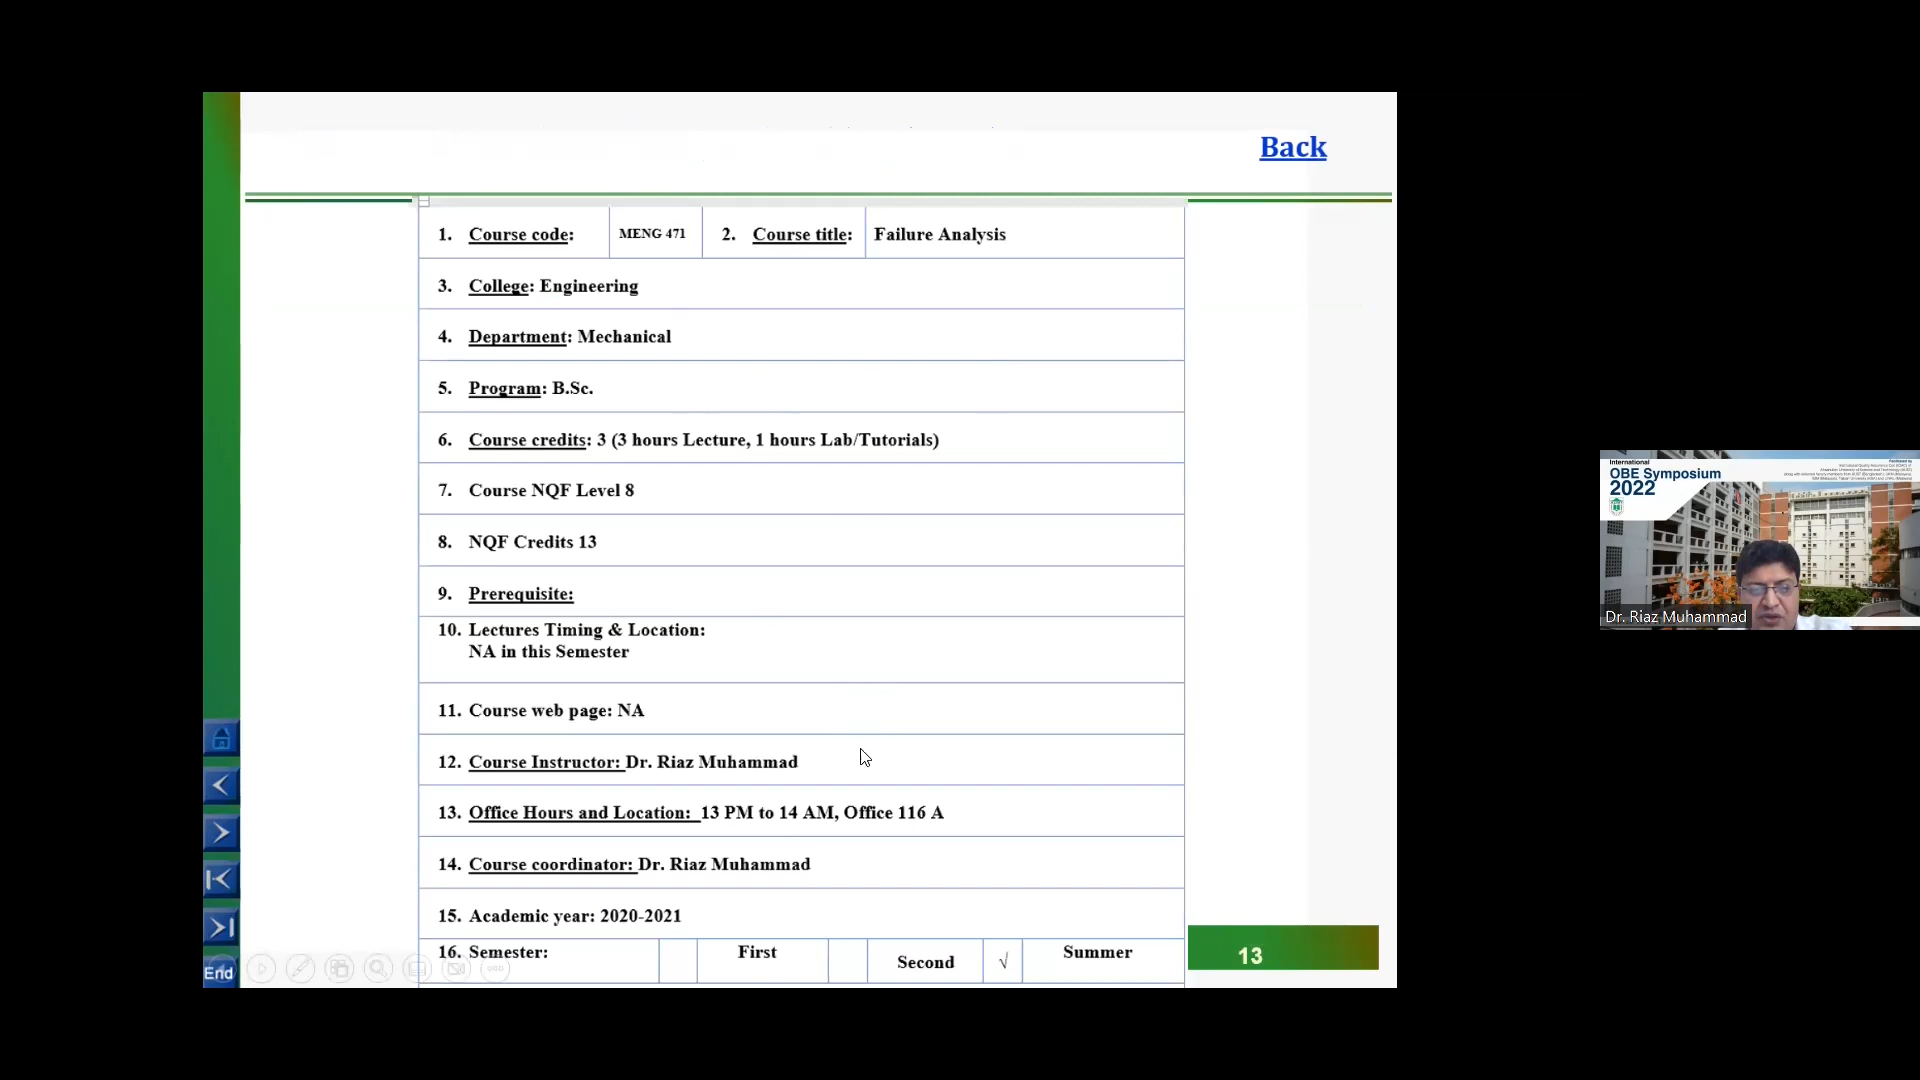 Back
1. Course code: MENG 471 2. Course title: Failure Analysis
3. College: Engineering
4. Department: Mechanical
5. Program: B.Sc.
6. Course credits: 3 (3 hours Lecture, 1 hours Lab/Tutorials)
7. Course NQF Level 8
8. NQF Credits 13
9. Prerequisite:
10. Lectures Timing & Location:
NA in this Semester
11. Course web page: NA
12. Course Instructor: Dr. Riaz Muhammad
13. Office Hours and Location: 13 PM to 14 AM, Office 116 A
14. Course coordinator: Dr. Riaz Muhammad
15. Academic year: 2020-2021
16. Semester: First Second √ Summer
13
End
International
OBE Symposium
2022
Dr. Riaz Muhammad